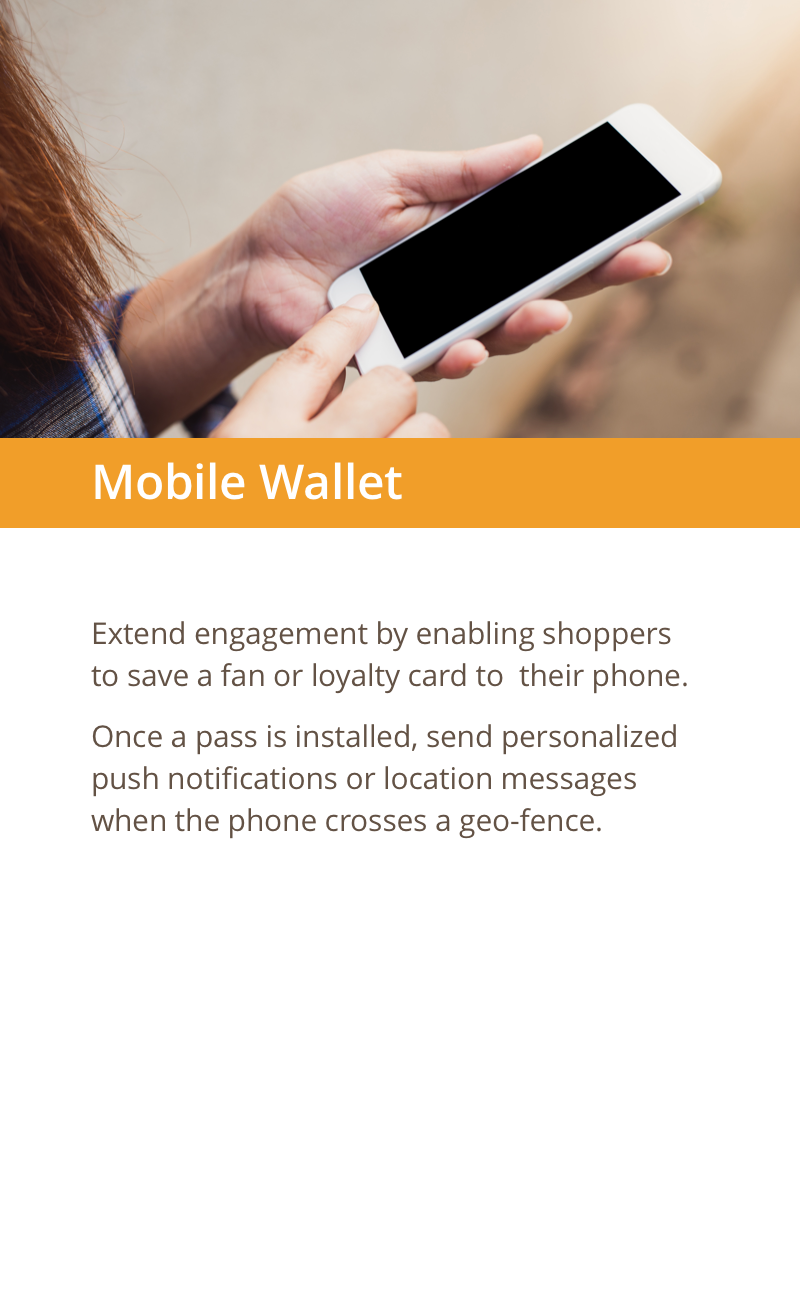 Mobile Wallet
Extend engagement by enabling shoppers
to save a fan or loyalty card to  their phone.
Once a pass is installed, send personalized
push notifications or location messages
when the phone crosses a geo-fence.